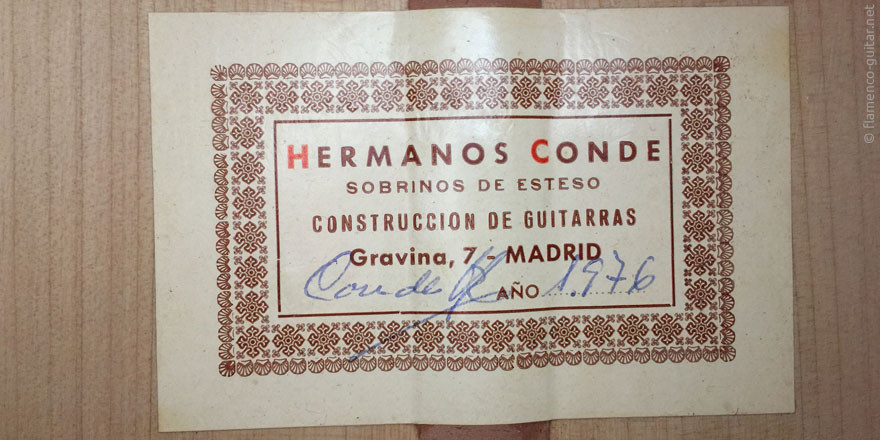 HERMANOS CONDE
SOBRINOS DE ESTESO
CONSTRUCCION DE GUITARRAS
Gravina, 7 - MADRID
Conde AÑO 1.976
© flamenco-guitar.net